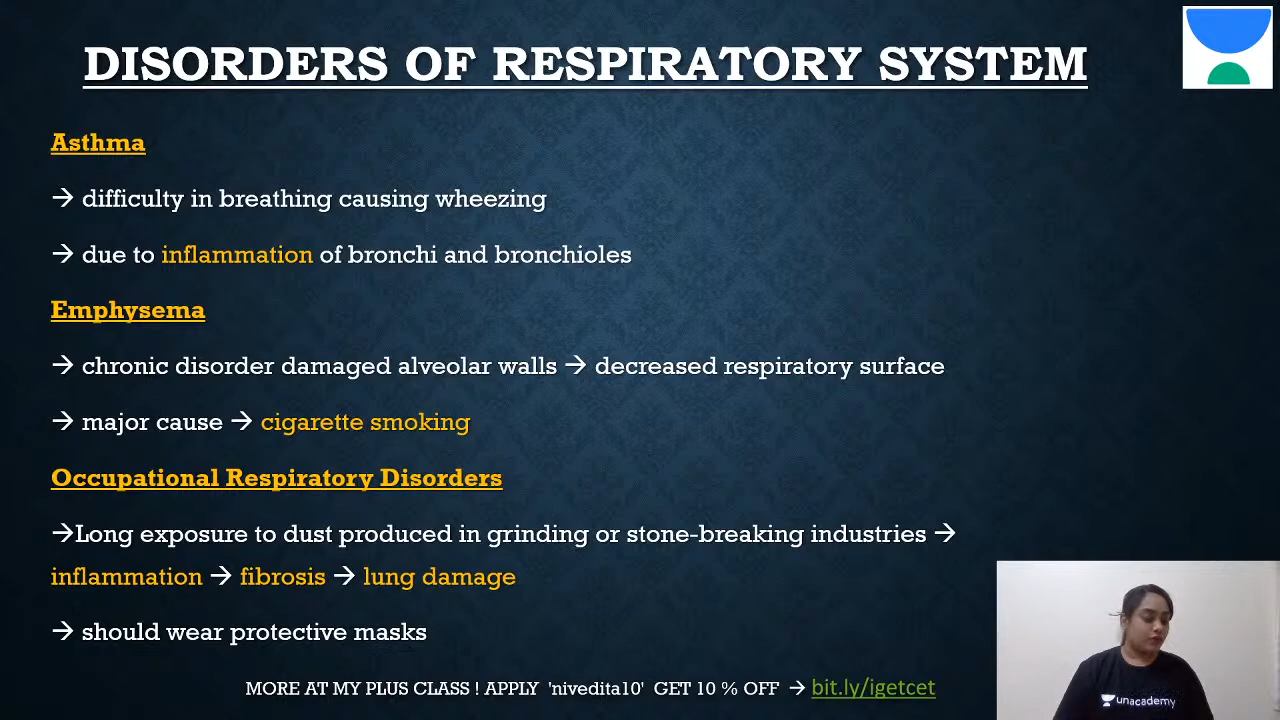 DISORDERS OF RESPIRATORY SYSTEM
Asthma
→ difficulty in breathing causing wheezing
→ due to inflammation of bronchi and bronchioles
Emphysema
→ chronic disorder damaged alveolar walls → decreased respiratory surface
→ major cause → cigarette smoking
Occupational Respiratory Disorders
→Long exposure to dust produced in grinding or stone-breaking industries →
inflammation → fibrosis → lung damage
→ should wear protective masks
MORE AT MY PLUS CLASS ! APPLY 'nivedita10' GET 10 % OFF → bit.ly/igetcet
unacademy